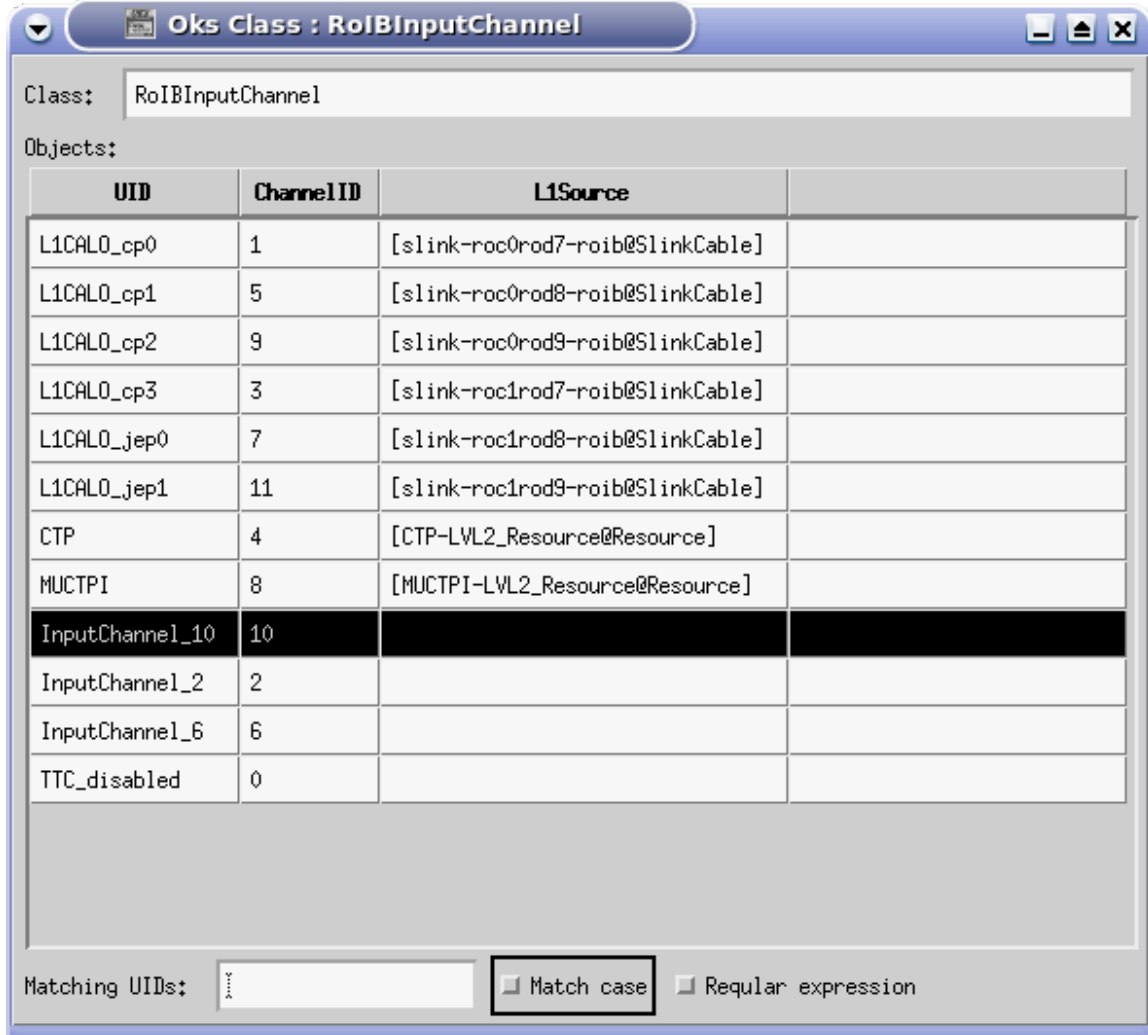 Oks Class : RoIBInputChannel
Class: RoIBInputChannel
Objects:
UID ChannelID L1Source
L1CALO_cp0 1 [slink-roc0rod7-roib@SlinkCable]
L1CALO_cp1 5 [slink-roc0rod8-roib@SlinkCable]
L1CALO_cp2 9 [slink-roc0rod9-roib@SlinkCable]
L1CALO_cp3 3 [slink-roc1rod7-roib@SlinkCable]
L1CALO_jep0 7 [slink-roc1rod8-roib@SlinkCable]
L1CALO_jep1 11 [slink-roc1rod9-roib@SlinkCable]
CTP 4 [CTP-LVL2_Resource@Resource]
MUCTPI 8 [MUCTPI-LVL2_Resource@Resource]
InputChannel_10 10
InputChannel_2 2
InputChannel_6 6
TTC_disabled 0
Matching UIDs: Match case Reqular expression